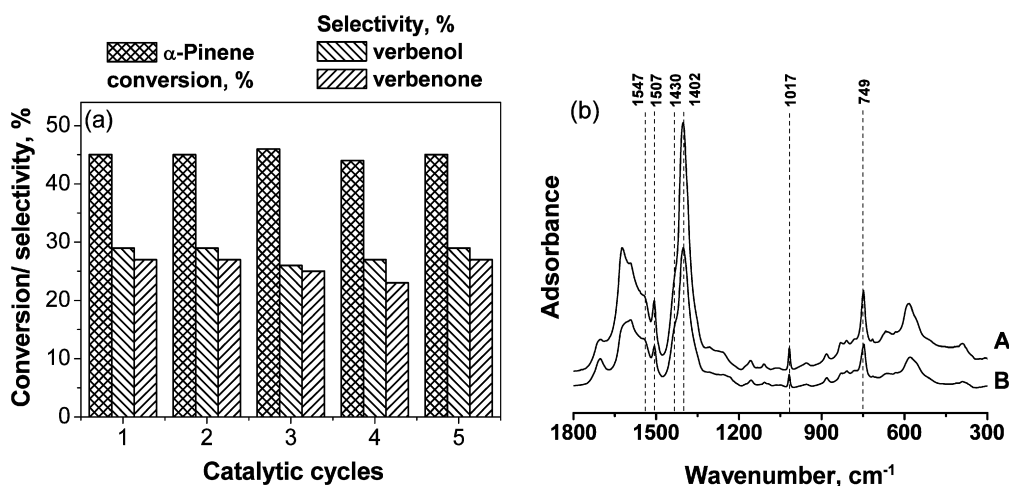 α-Pinene
conversion, %
Selectivity, %
verbenol
verbenone
(a)
Conversion/ selectivity, %
50
40
30
20
10
0
1 2 3 4 5
Catalytic cycles
(b)
1547
1507
1430
1402
1017
749
Adsorbance
A
B
1800 1500 1200 900 600 300
Wavenumber, cm⁻¹